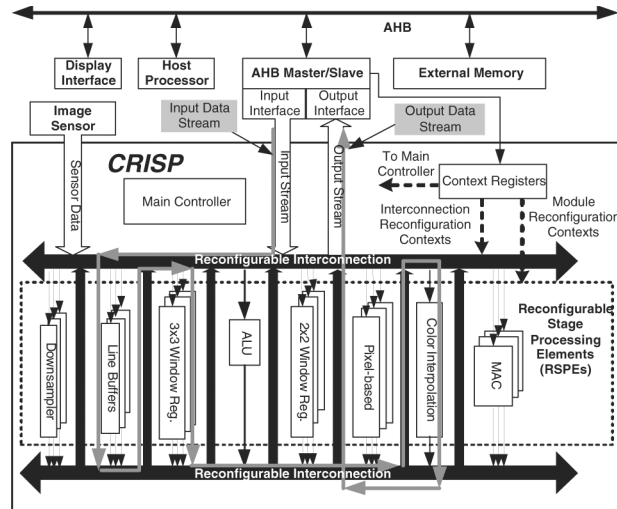 AHB
Display
Interface
Host
Processor
AHB Master/Slave
Input
Interface
Output
Interface
External Memory
Image
Sensor
Input Data
Stream
Output Data
Stream
Sensor Data
Input Stream
Output Stream
CRISP
Main Controller
To Main
Controller
Context Registers
Interconnection
Reconfiguration
Contexts
Module
Reconfiguration
Contexts
Reconfigurable Interconnection
Downsampler
Line Buffers
3x3 Window Reg.
ALU
2x2 Window Reg.
Pixel-based
Color Interpolation
MAC
Reconfigurable
Stage
Processing
Elements
(RSPEs)
Reconfigurable Interconnection